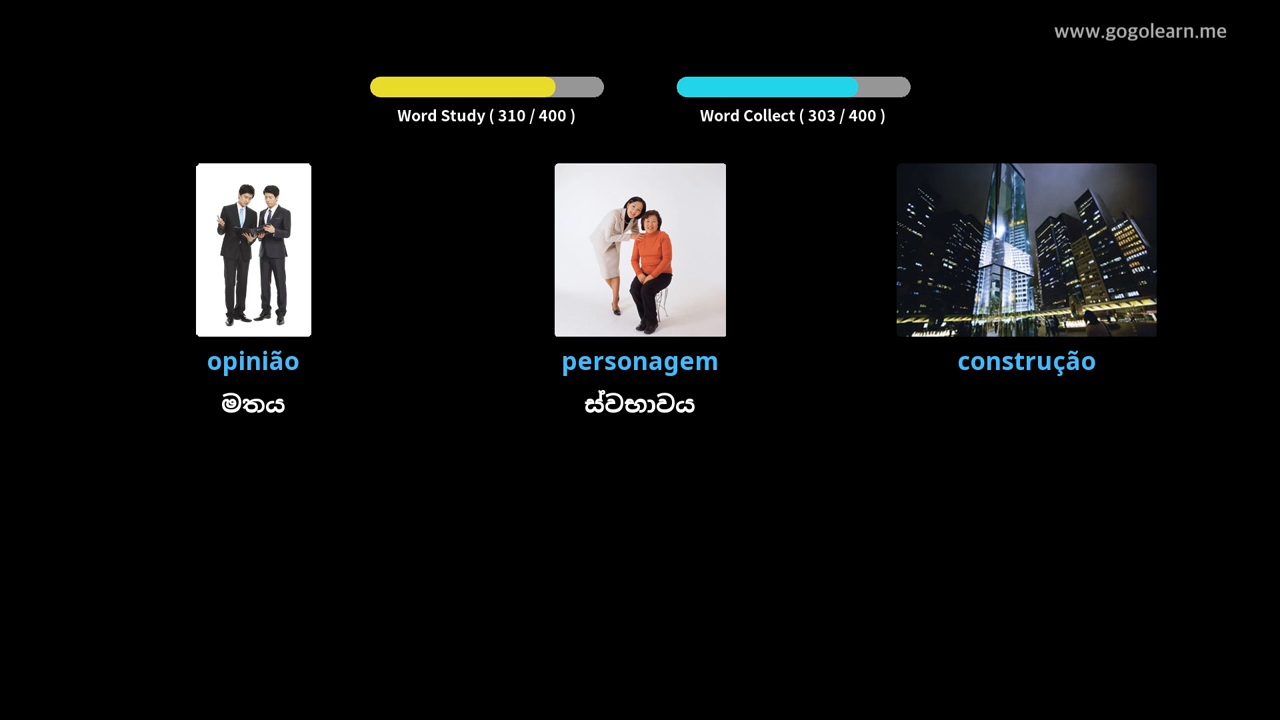 www.gogolearn.me
Word Study ( 310 / 400 )
Word Collect ( 303 / 400 )
opinião
personagem
construção
මතය
ස්වභාවය